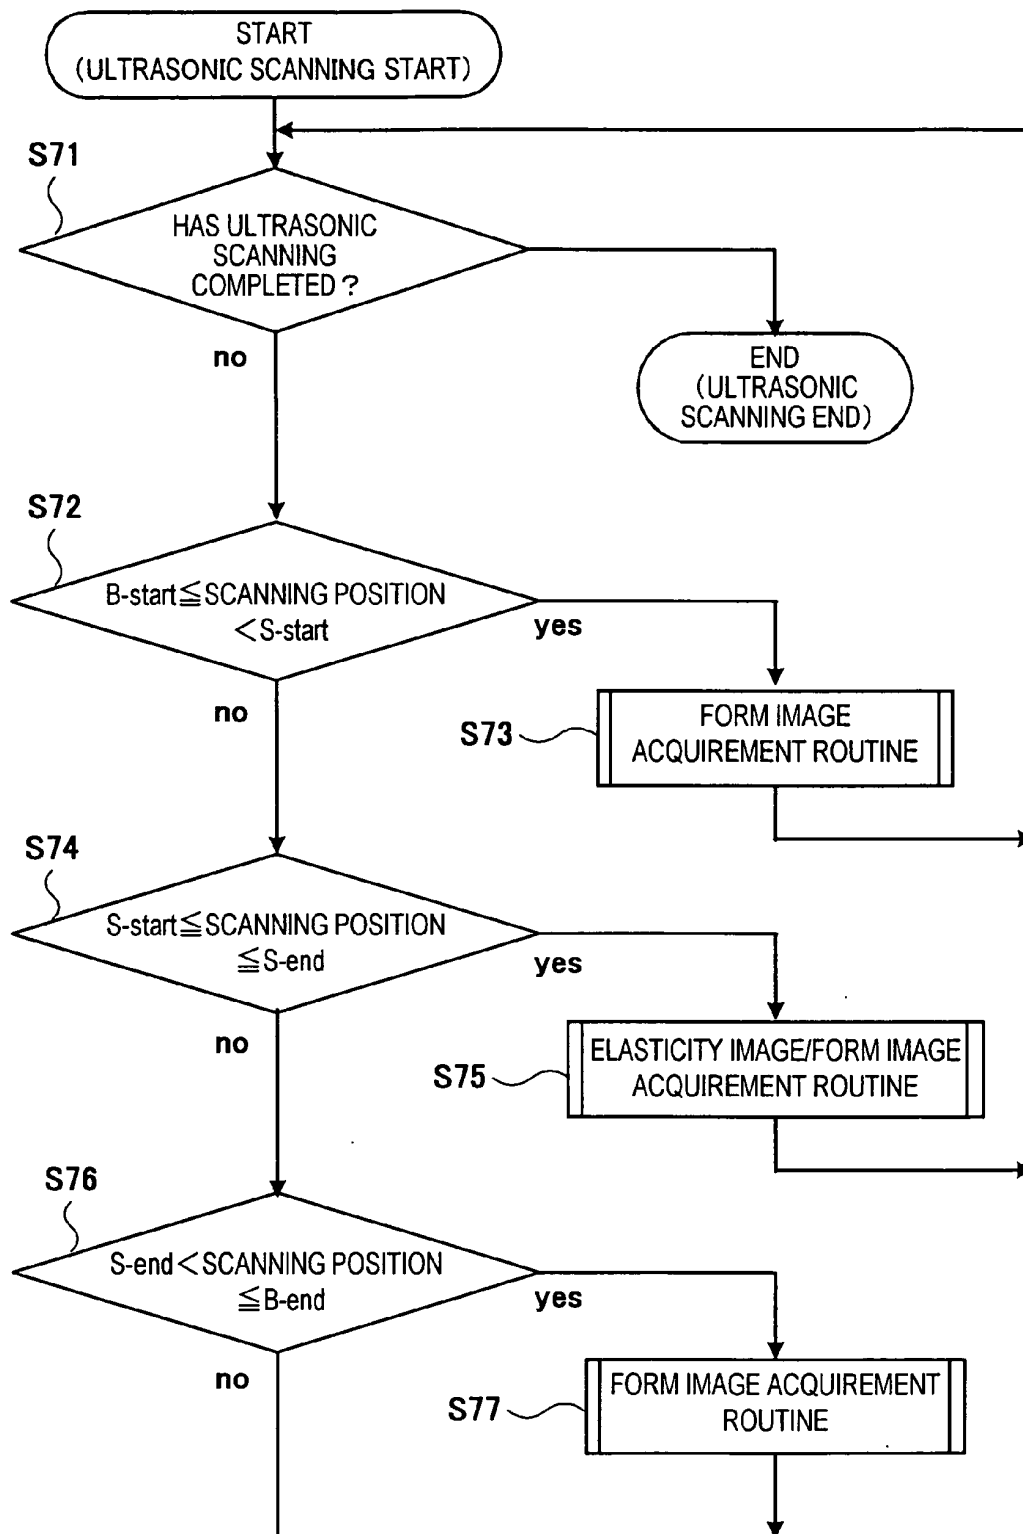 START
(ULTRASONIC SCANNING START)
S71
HAS ULTRASONIC
SCANNING
COMPLETED ?
no
END
(ULTRASONIC
SCANNING END)
S72
B-start≦SCANNING POSITION
<S-start
yes
no
S73
FORM IMAGE
ACQUIREMENT ROUTINE
S74
S-start≦SCANNING POSITION
≦S-end
yes
no
S75
ELASTICITY IMAGE/FORM IMAGE
ACQUIREMENT ROUTINE
S76
S-end<SCANNING POSITION
≦B-end
yes
no
S77
FORM IMAGE ACQUIREMENT
ROUTINE